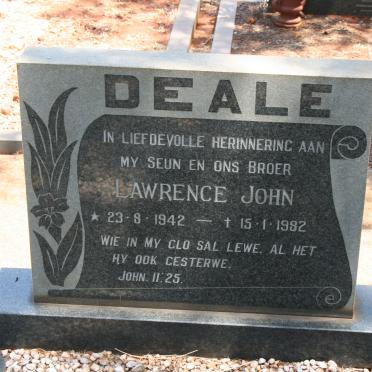 DEALE
IN LIEFDEVOLLE HERINNERING AAN
MY SEUN EN ONS BROER
LAWRENCE JOHN
★ 23-8-1942 — † 15-1-1982
WIE IN MY GLO SAL LEWE, AL HET
HY OOK GESTERWE.
JOHN. 11:25.